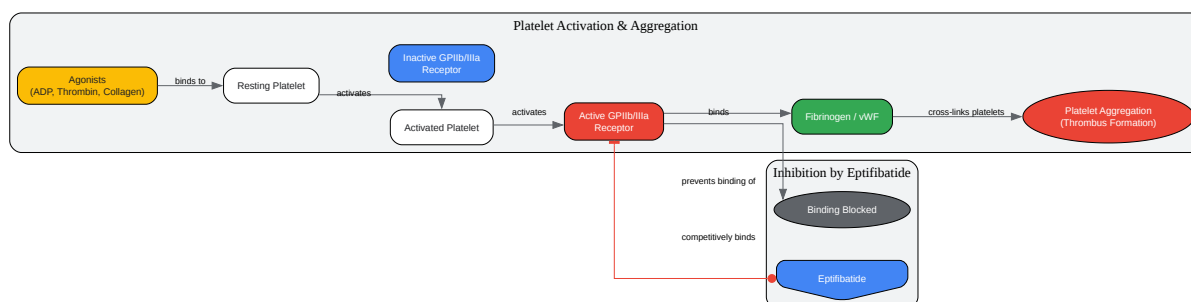 Platelet Activation & Aggregation
Inactive GPIIb/IIIa
Receptor
Agonists
(ADP, Thrombin, Collagen)
binds to
Resting Platelet
activates
Activated Platelet
activates
Active GPIIb/IIIa
Receptor
binds
Fibrinogen / vWF
cross-links platelets
Platelet Aggregation
(Thrombus Formation)
Inhibition by Eptifibatide
prevents binding of
Binding Blocked
competitively binds
Eptifibatide